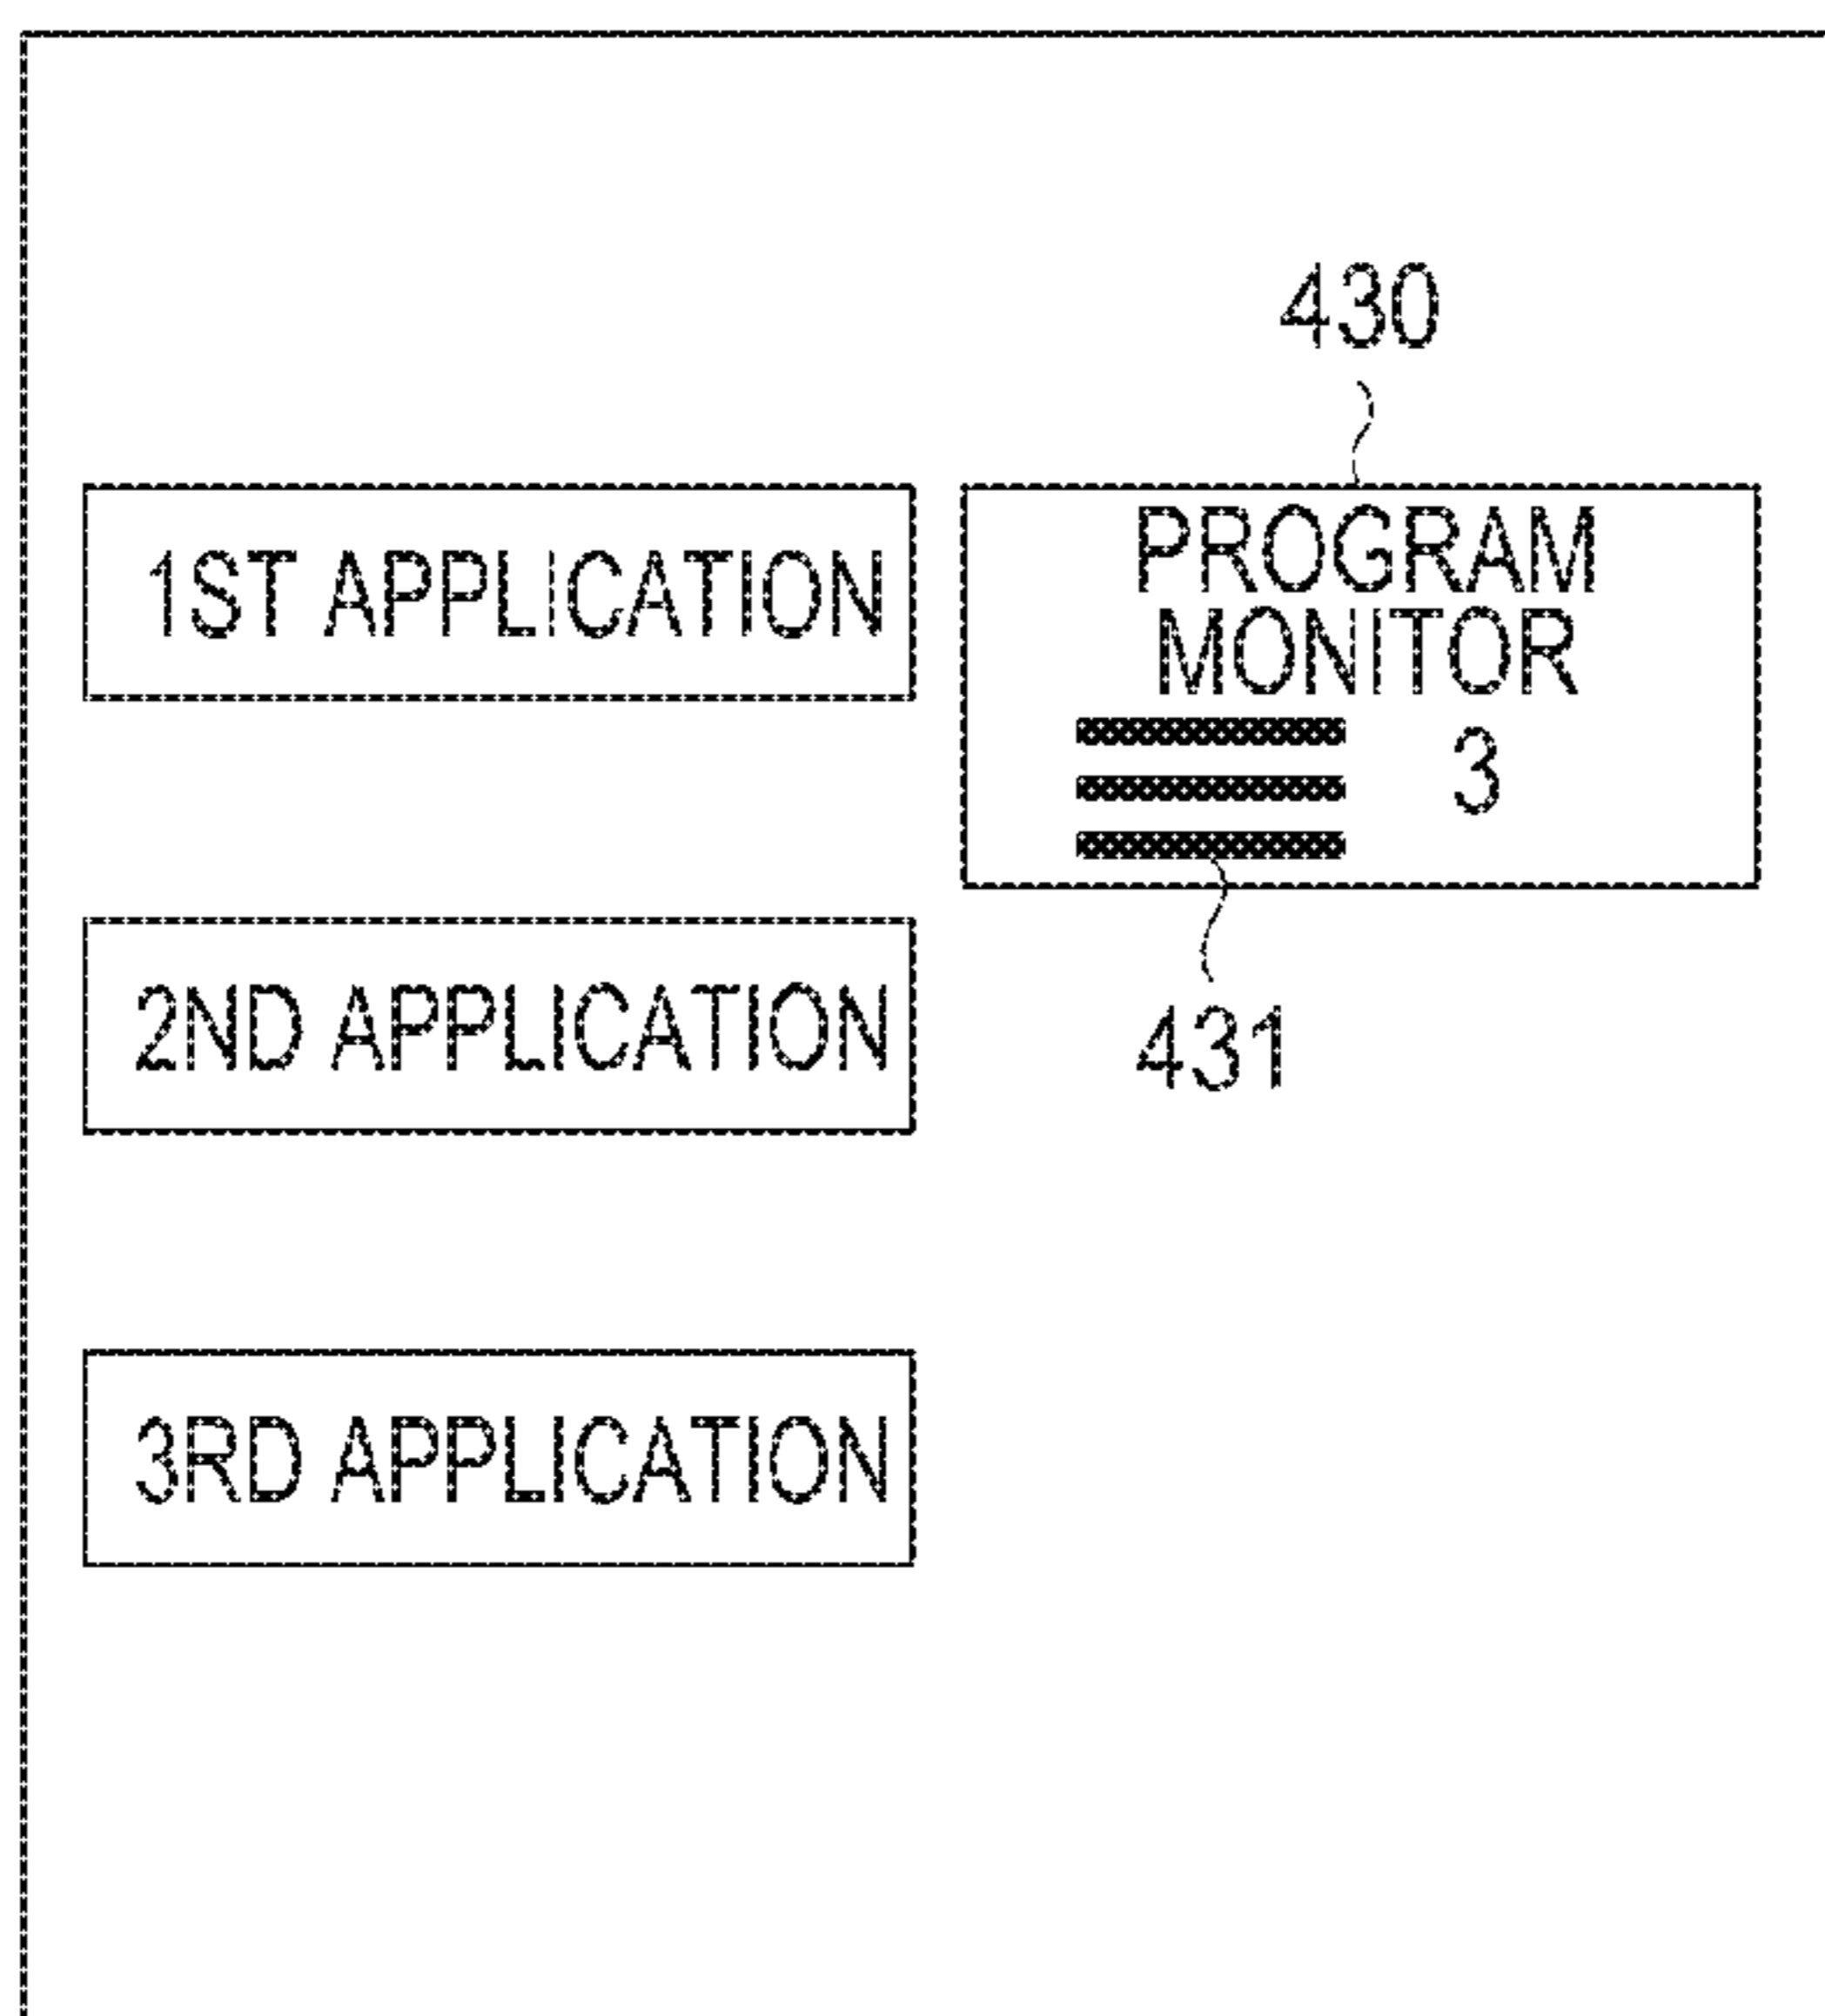 430
1ST APPLICATION
PROGRAM
MONITOR
3
2ND APPLICATION
431
3RD APPLICATION